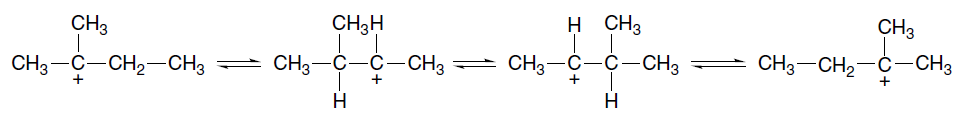 CH3 CH3H H CH3 CH3
CH3–C–CH2–CH3 ⇌ CH3–C–C–CH3 ⇌ CH3–C–C–CH3 ⇌ CH3–CH2–C–CH3
+ + + +
H H